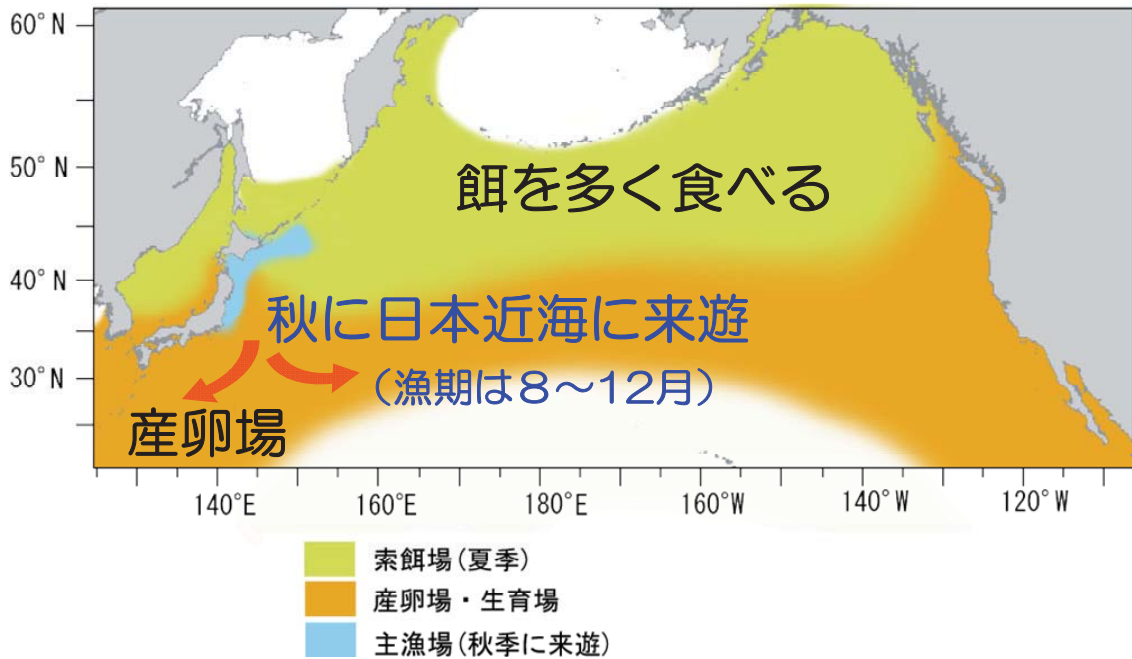 60°N
50°N
40°N
30°N
餌を多く食べる
秋に日本近海に来遊
(漁期は8～12月)
産卵場
140°E
160°E
180°E
160°W
140°W
120°W
索餌場(夏季)
産卵場・生育場
主漁場(秋季に来遊)